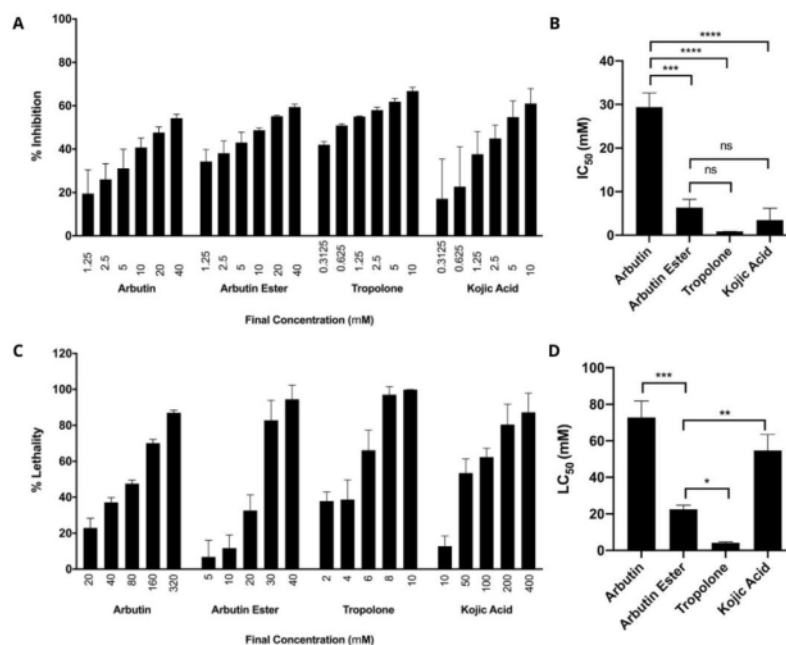 A
% Inhibition
100
80
60
40
20
0
1.25 2.5 5 10 20 40 1.25 2.5 5 10 20 40 0.3125 0.625 1.25 2.5 5 10 0.3125 0.625 1.25 2.5 5 10
Arbutin Arbutin Ester Tropolone Kojic Acid
Final Concentration (mM)
B
****
****
***
ns
ns
IC50 (mM)
40
30
20
10
0
Arbutin Arbutin Ester Tropolone Kojic Acid
C
% Lethality
120
100
80
60
40
20
0
20 40 80 160 320 5 10 20 30 40 2 4 6 8 10 10 50 100 200 400
Arbutin Arbutin Ester Tropolone Kojic Acid
Final Concentration (mM)
D
***
**
*
LC50 (mM)
100
80
60
40
20
0
Arbutin Arbutin Ester Tropolone Kojic Acid